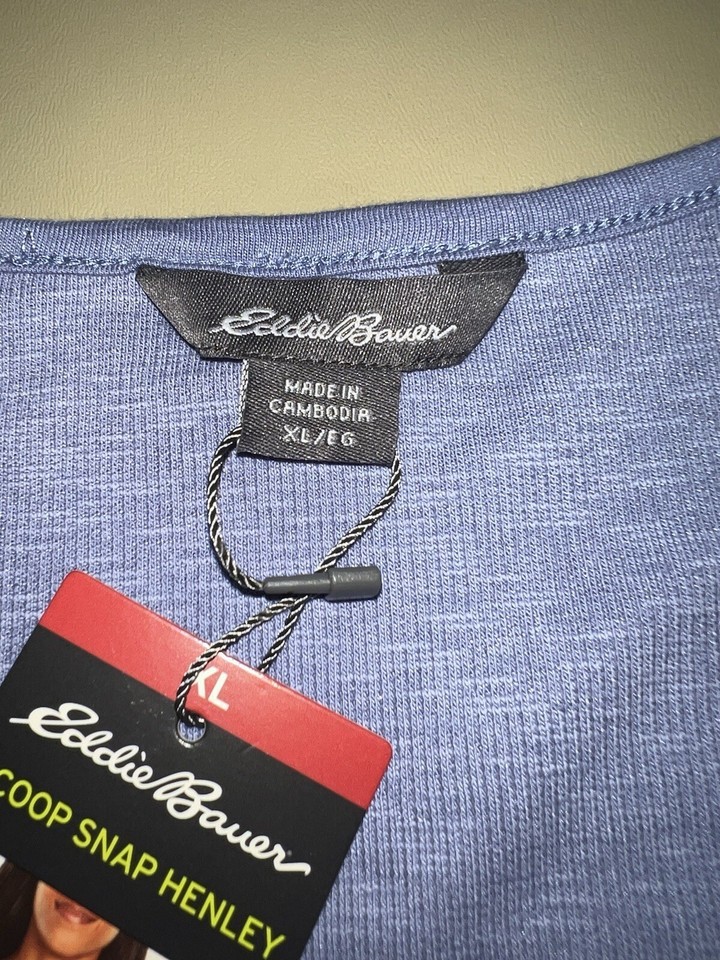 Eddie Bauer
MADE IN
CAMBODIA
XL/EG
XL
Eddie Bauer
COOP SNAP HENLEY